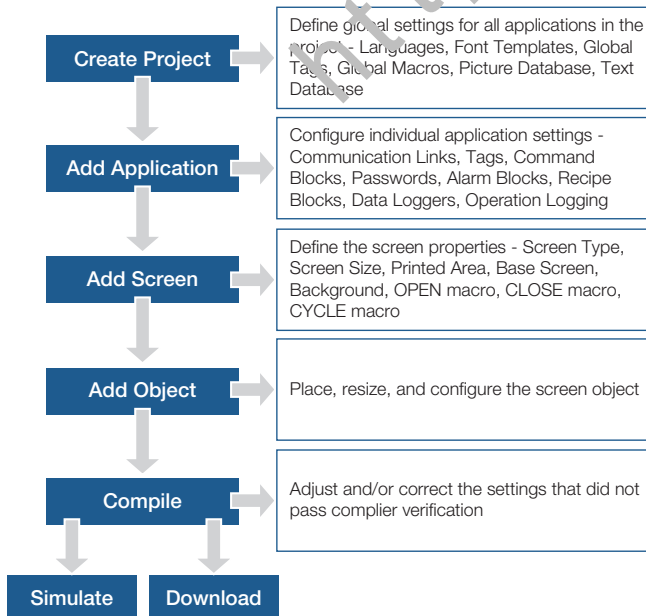 Create Project
Define global settings for all applications in the
project - Languages, Font Templates, Global
Tags, Global Macros, Picture Database, Text
Database
Add Application
Configure individual application settings -
Communication Links, Tags, Command
Blocks, Passwords, Alarm Blocks, Recipe
Blocks, Data Loggers, Operation Logging
Add Screen
Define the screen properties - Screen Type,
Screen Size, Printed Area, Base Screen,
Background, OPEN macro, CLOSE macro,
CYCLE macro
Add Object
Place, resize, and configure the screen object
Compile
Adjust and/or correct the settings that did not
pass complier verification
Simulate
Download